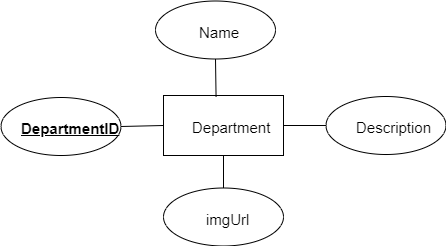 Name
DepartmentID
Department
Description
imgUrl